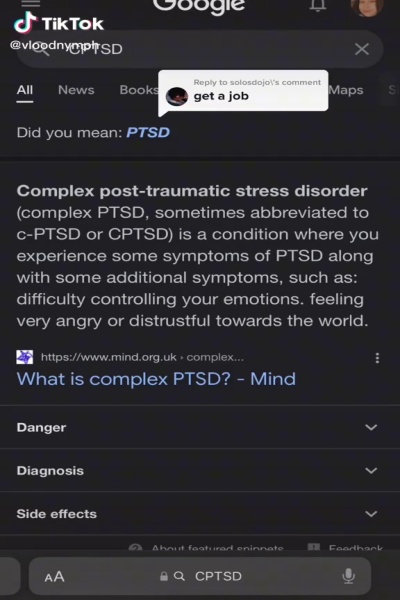 Google
TikTok
@vloodnymph
CPTSD
Reply to solosdojo\'s comment
get a job
All News Books Maps S
Did you mean: PTSD
Complex post-traumatic stress disorder
(complex PTSD, sometimes abbreviated to
c-PTSD or CPTSD) is a condition where you
experience some symptoms of PTSD along
with some additional symptoms, such as:
difficulty controlling your emotions. feeling
very angry or distrustful towards the world.
https://www.mind.org.uk › complex...
What is complex PTSD? - Mind
Danger
Diagnosis
Side effects
About featured snippets Feedback
AA CPTSD